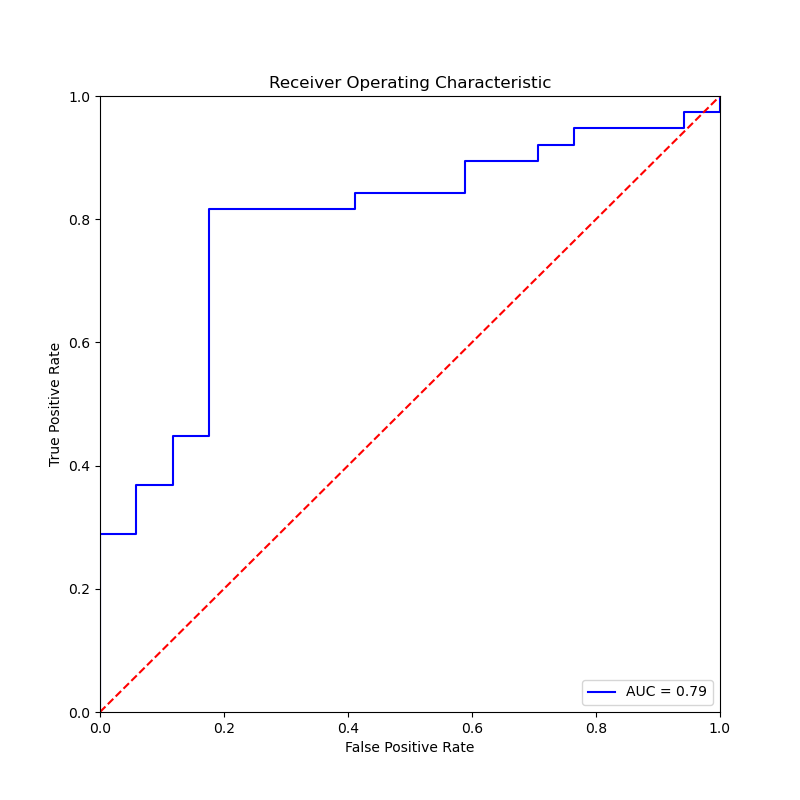 Receiver Operating Characteristic
1.0
0.8
0.6
0.4
0.2
0.0
True Positive Rate
AUC = 0.79
0.0 0.2 0.4 0.6 0.8 1.0
False Positive Rate